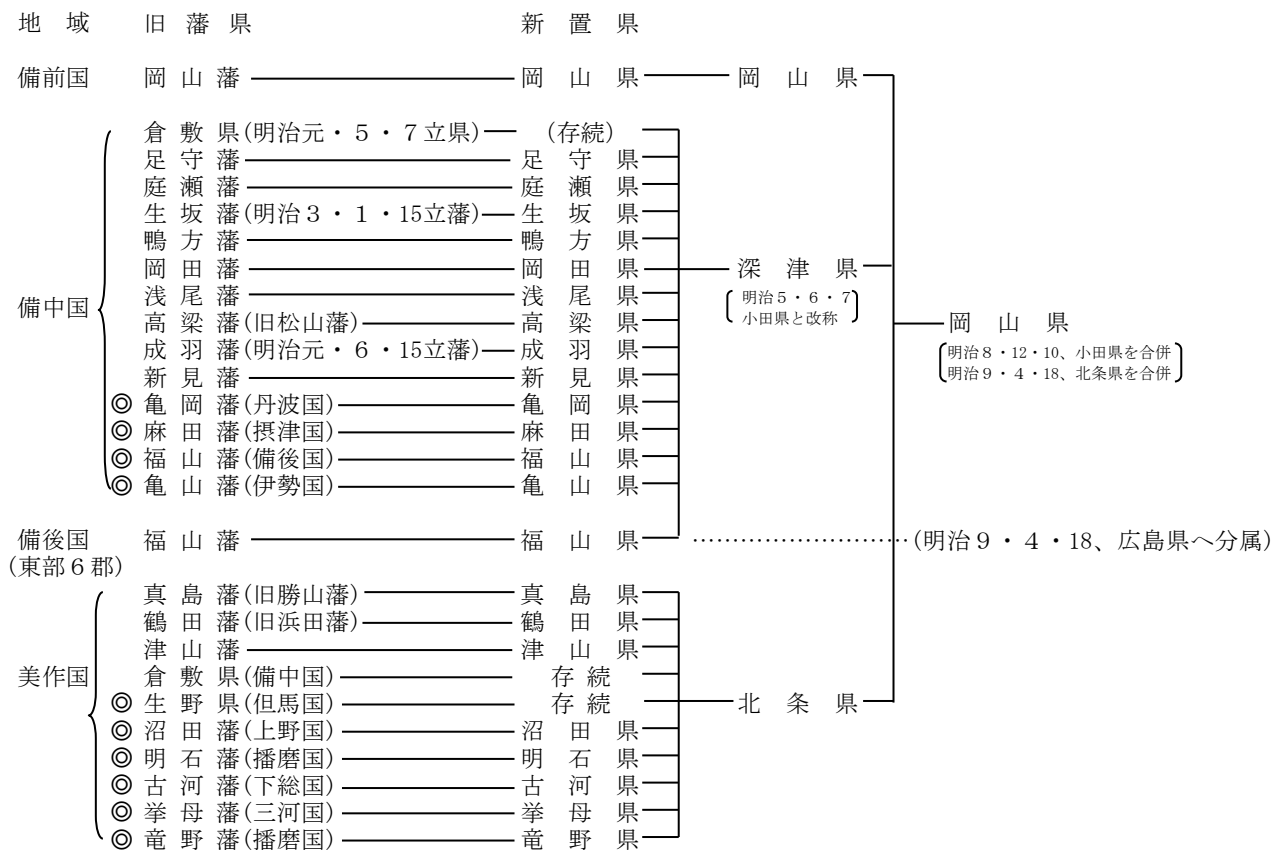 地域 旧藩県 新置県
備前国 岡山藩 岡山県 岡山県
倉敷県(明治元・5・7立県) (存続)
足守藩 足守県
庭瀬藩 庭瀬県
生坂藩(明治3・1・15立藩) 生坂県
鴨方藩 鴨方県
岡田藩 岡田県 深津県
浅尾藩 浅尾県 明治5・6・7
備中国 高梁藩(旧松山藩) 高梁県 小田県と改称 岡山県
成羽藩(明治元・6・15立藩) 成羽県 明治8・12・10、小田県を合併
新見藩 新見県 明治9・4・18、北条県を合併
◎亀岡藩(丹波国) 亀岡県
◎麻田藩(摂津国) 麻田県
◎福山藩(備後国) 福山県
◎亀山藩(伊勢国) 亀山県
備後国 福山藩 福山県 ………………………(明治9・4・18、広島県へ分属)
(東部6郡)
真島藩(旧勝山藩) 真島県
鶴田藩(旧浜田藩) 鶴田県
津山藩 津山県
美作国 倉敷県(備中国) 存続
◎生野県(但馬国) 存続 北条県
◎沼田藩(上野国) 沼田県
◎明石藩(播磨国) 明石県
◎古河藩(下総国) 古河県
◎挙母藩(三河国) 挙母県
◎竜野藩(播磨国) 竜野県